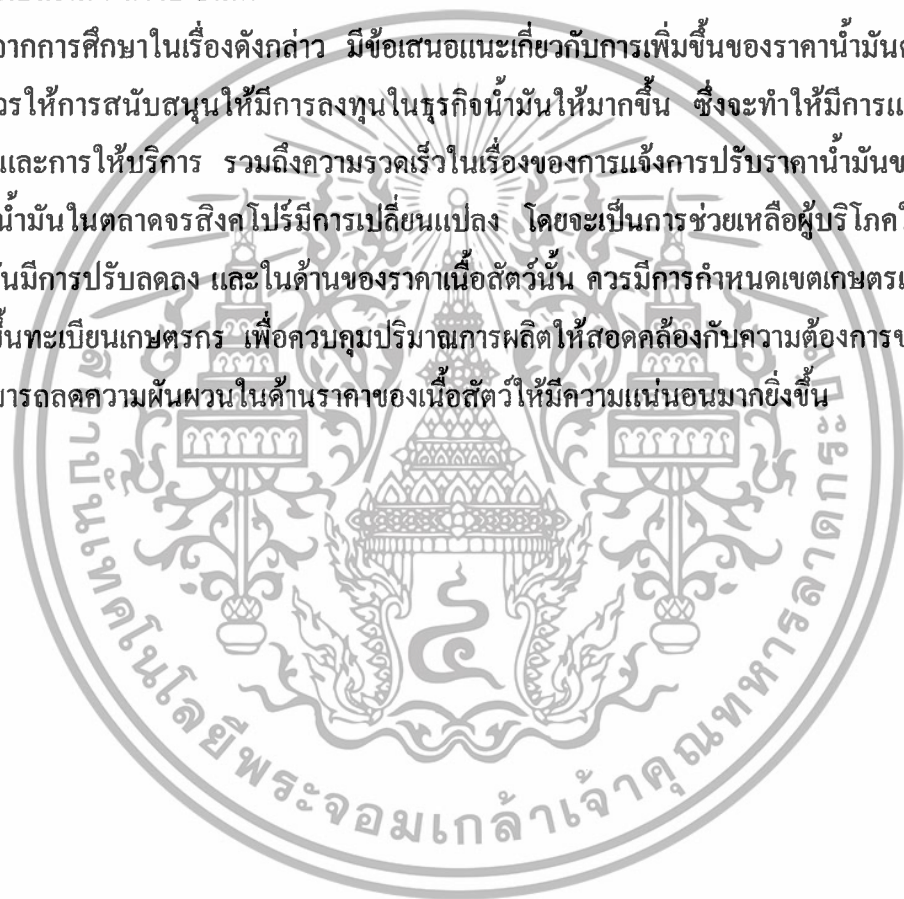 จากการศึกษาในเรื่องดังกล่าว มีข้อเสนอแนะเกี่ยวกับการเพิ่มขึ้นของราคาน้ำมัน
ควรให้การสนับสนุนให้มีการลงทุนในธุรกิจน้ำมันให้มากขึ้น ซึ่งจะทำให้มีการ
และการให้บริการ รวมถึงความรวดเร็วในเรื่องของการแจ้งการปรับราคาน้ำมัน
น้ำมันในตลาดจรสิงคโปร์มีการเปลี่ยนแปลง โดยจะเป็นการช่วยเหลือผู้บริโภค
มีการปรับลดลง และในด้านของราคาเนื้อสัตว์นั้น ควรมีการกำหนดเขต
ขึ้นทะเบียนเกษตรกร เพื่อควบคุมปริมาณการผลิตให้สอดคล้องกับความต้องการ
มารถลดความผันผวนในด้านราคาของเนื้อสัตว์ให้มีความแน่นอนมากยิ่งขึ้น
สถาบันเทคโนโลยีพระจอมเกล้าเจ้าคุณทหารลาดกระบัง
๔